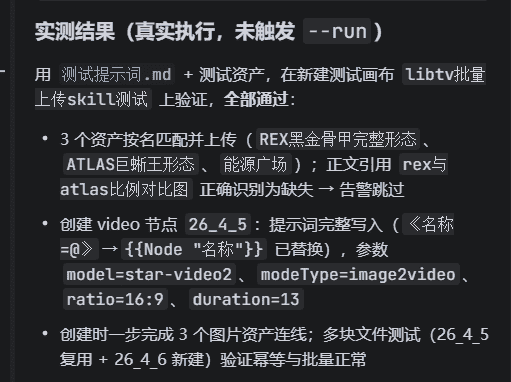 实测结果（真实执行，未触发 --run）
用 测试提示词.md + 测试资产，在新建测试画布 libtv批量
上传skill测试 上验证，全部通过：
• 3 个资产按名匹配并上传（ REX黑金骨甲完整形态、
ATLAS巨蜥王形态、 能源广场）；正文引用 rex与
atlas比例对比图 正确识别为缺失 → 告警跳过
• 创建 video 节点 26_4_5 ：提示词完整写入（ 《名称
=@》 → {{Node "名称"}} 已替换），参数
model=star-video2、 modeType=image2video、
ratio=16:9、 duration=13
• 创建时一步完成 3 个图片资产连线；多块文件测试（26_4_5
复用 + 26_4_6 新建）验证幂等与批量正常